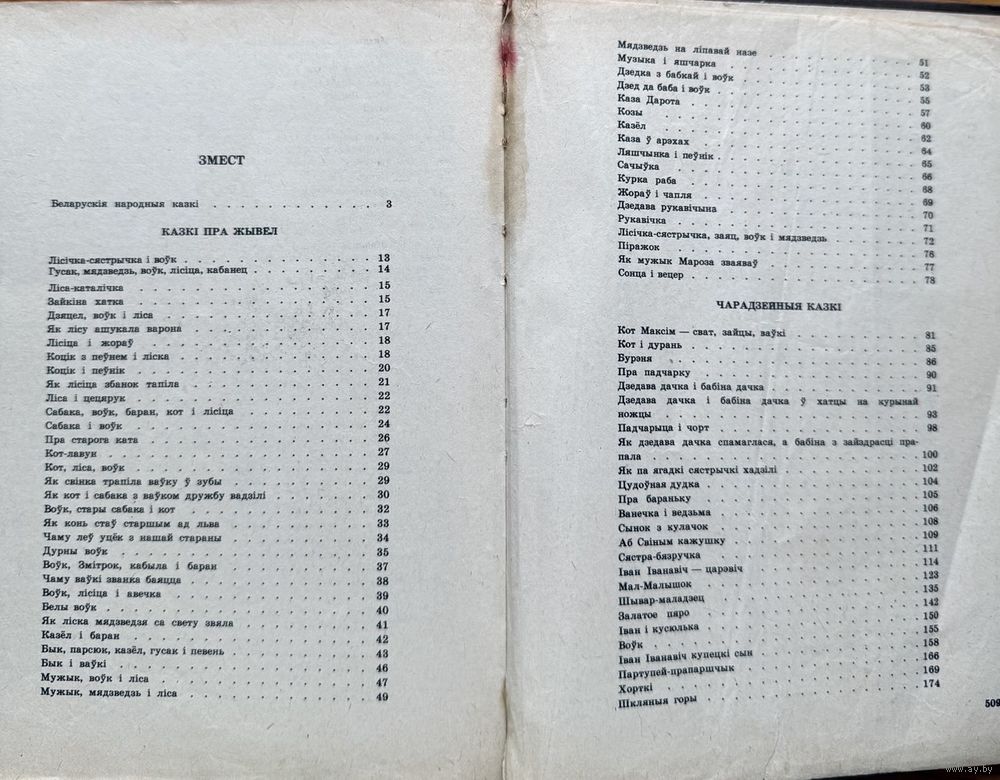 ЗМЕСТ
Беларускія народныя казкі . . . . . . . . . . . . 3
КАЗКІ ПРА ЖЫВЕЛ
Лісічка-сястрычка і воўк . . . . . . . . . . . . 13
Гусак, мядзведзь, воўк, лісіца, кабанец . . . . . . . . 14
Ліса-каталічка . . . . . . . . . . . . 15
Зайкіна хатка . . . . . . . . . . . . 15
Дзяцел, воўк і ліса . . . . . . . . . . . . 17
Як лісу ашукала варона . . . . . . . . . . . . 17
Лісіца і жораў . . . . . . . . . . . . 18
Коцік з пеўнем і ліска . . . . . . . . . . . . 18
Коцік і пеўнік . . . . . . . . . . . . 20
Як лісіца збанок тапіла . . . . . . . . . . . . 21
Ліса і цецярук . . . . . . . . . . . . 22
Сабака, воўк, баран, кот і лісіца . . . . . . . . 22
Сабака і воўк . . . . . . . . . . . . 24
Пра старога ката . . . . . . . . . . . . 26
Кот-лавун . . . . . . . . . . . . 27
Кот, ліса, воўк . . . . . . . . . . . . 29
Як свінка трапіла ваўку ў зубы . . . . . . . . 29
Як кот і сабака з ваўком дружбу вадзілі . . . . . . . . 30
Воўк, стары сабака і кот . . . . . . . . . . . . 32
Як конь стаў старшым ад льва . . . . . . . . 33
Чаму леў уцёк з нашай стараны . . . . . . . . 34
Дурны воўк . . . . . . . . . . . . 35
Воўк, Змітрок, кабыла і баран . . . . . . . . 37
Чаму ваўкі званка баяцца . . . . . . . . . . . . 38
Воўк, лісіца і авечка . . . . . . . . . . . . 39
Белы воўк . . . . . . . . . . . . 40
Як ліска мядзведзя са свету звяла . . . . . . . . 41
Казёл і баран . . . . . . . . . . . . 42
Бык, парсюк, казёл, гусак і певень . . . . . . . . 43
Бык і ваўкі . . . . . . . . . . . . 46
Мужык, воўк і ліса . . . . . . . . . . . . 47
Мужык, мядзведзь і ліса . . . . . . . . . . . . 49
Мядзведзь на ліпавай назе . . . . . . . . 51
Музыка і яшчарка . . . . . . . . . . . . 52
Дзедка з бабкай і воўк . . . . . . . . . . . . 53
Дзед да баба і воўк . . . . . . . . . . . . 55
Каза Дарота . . . . . . . . . . . . 57
Козы . . . . . . . . . . . . 60
Казёл . . . . . . . . . . . . 62
Каза ў арэхах . . . . . . . . . . . . 64
Ляшчынка і пеўнік . . . . . . . . . . . . 65
Сачыўка . . . . . . . . . . . . 66
Курка раба . . . . . . . . . . . . 68
Жораў і чапля . . . . . . . . . . . . 69
Дзедава рукавічына . . . . . . . . . . . . 70
Рукавічка . . . . . . . . . . . . 71
Лісічка-сястрычка, заяц, воўк і мядзведзь . . . . . . . . 72
Піражок . . . . . . . . . . . . 76
Як мужык Мароза зваяваў . . . . . . . . 77
Сонца і вецер . . . . . . . . . . . . 78
ЧАРАДЗЕЙНЫЯ КАЗКІ
Кот Максім — сват, зайцы, ваўкі . . . . . . . . 81
Кот і дурань . . . . . . . . . . . . 85
Бурэня . . . . . . . . . . . . 86
Пра падчарку . . . . . . . . . . . . 90
Дзедава дачка і бабіна дачка . . . . . . . . 91
Дзедава дачка і бабіна дачка ў хатцы на курынай
ножцы . . . . . . . . . . . . 93
Падчарыца і чорт . . . . . . . . . . . . 98
Як дзедава дачка спамаглася, а бабіна з зайздрасці пра-
пала . . . . . . . . . . . . 100
Як па ягадкі сястрычкі хадзілі . . . . . . . . 102
Цудоўная дудка . . . . . . . . . . . . 104
Пра бараньку . . . . . . . . . . . . 105
Ванечка і ведзьма . . . . . . . . . . . . 106
Сынок з кулачок . . . . . . . . . . . . 108
Аб Свіным кажушку . . . . . . . . . . . . 109
Сястра-бязручка . . . . . . . . . . . . 111
Іван Іванавіч — царэвіч . . . . . . . . . . . . 114
Мал-Малышок . . . . . . . . . . . . 123
Шывар-маладзец . . . . . . . . . . . . 135
Залатое пяро . . . . . . . . . . . . 142
Іван і кусюлька . . . . . . . . . . . . 150
Воўк . . . . . . . . . . . . 155
Іван Іванавіч купецкі сын . . . . . . . . 158
Партупей-прапаршчык . . . . . . . . . . . . 166
Хорткі . . . . . . . . . . . . 169
Шкляныя горы . . . . . . . . . . . . 174
509
www.ay.by